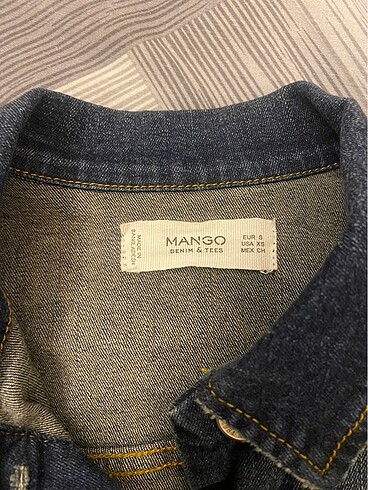 MADE IN
BANGLADESH
MANGO
DENIM & TEES
EUR S
USA XS
MEX CH